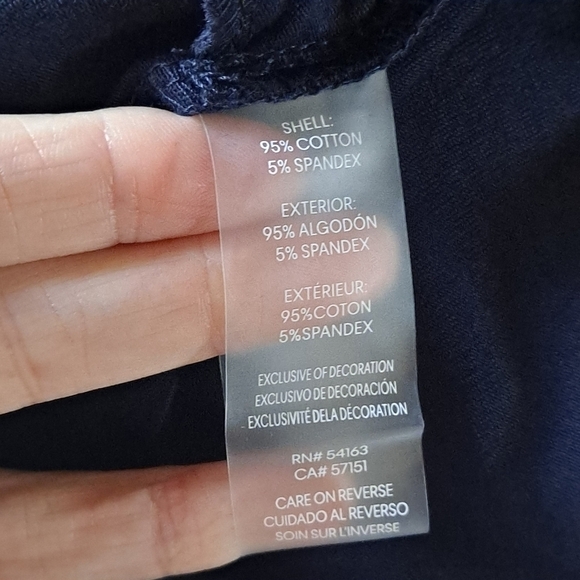 SHELL:
95% COTTON
5% SPANDEX
EXTERIOR:
95% ALGODÓN
5% SPANDEX
EXTÉRIEUR:
95%COTON
5%SPANDEX
EXCLUSIVE OF DECORATION
EXCLUSIVO DE DECORACIÓN
EXCLUSIVITÉ DELA DÉCORATION
RN# 54163
CA# 57151
CARE ON REVERSE
CUIDADO AL REVERSO
SOIN SUR L'INVERSE